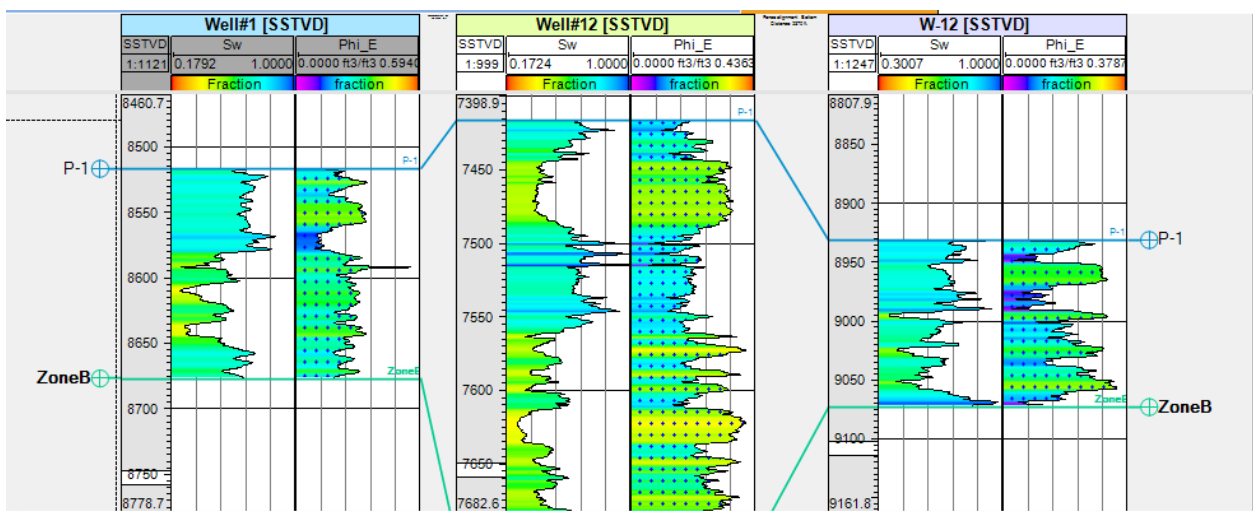 Well#1 [SSTVD]
SSTVD Sw Phi_E
1:1121 0.1792 1.0000 0.0000 ft3/ft3 0.5940
Fraction fraction
8460.7
8500
8550
8600
8650
8700
8750
8778.7
P-1
P-1
ZoneB
ZoneB
Well#12 [SSTVD]
SSTVD Sw Phi_E
1:999 0.1724 1.0000 0.0000 ft3/ft3 0.4363
Fraction fraction
7398.9
7450
7500
7550
7600
7650
7682.6
P-1
W-12 [SSTVD]
SSTVD Sw Phi_E
1:1247 0.3007 1.0000 0.0000 ft3/ft3 0.3787
Fraction fraction
8807.9
8850
8900
8950
9000
9050
9100
9161.8
P-1
P-1
ZoneB
ZoneB